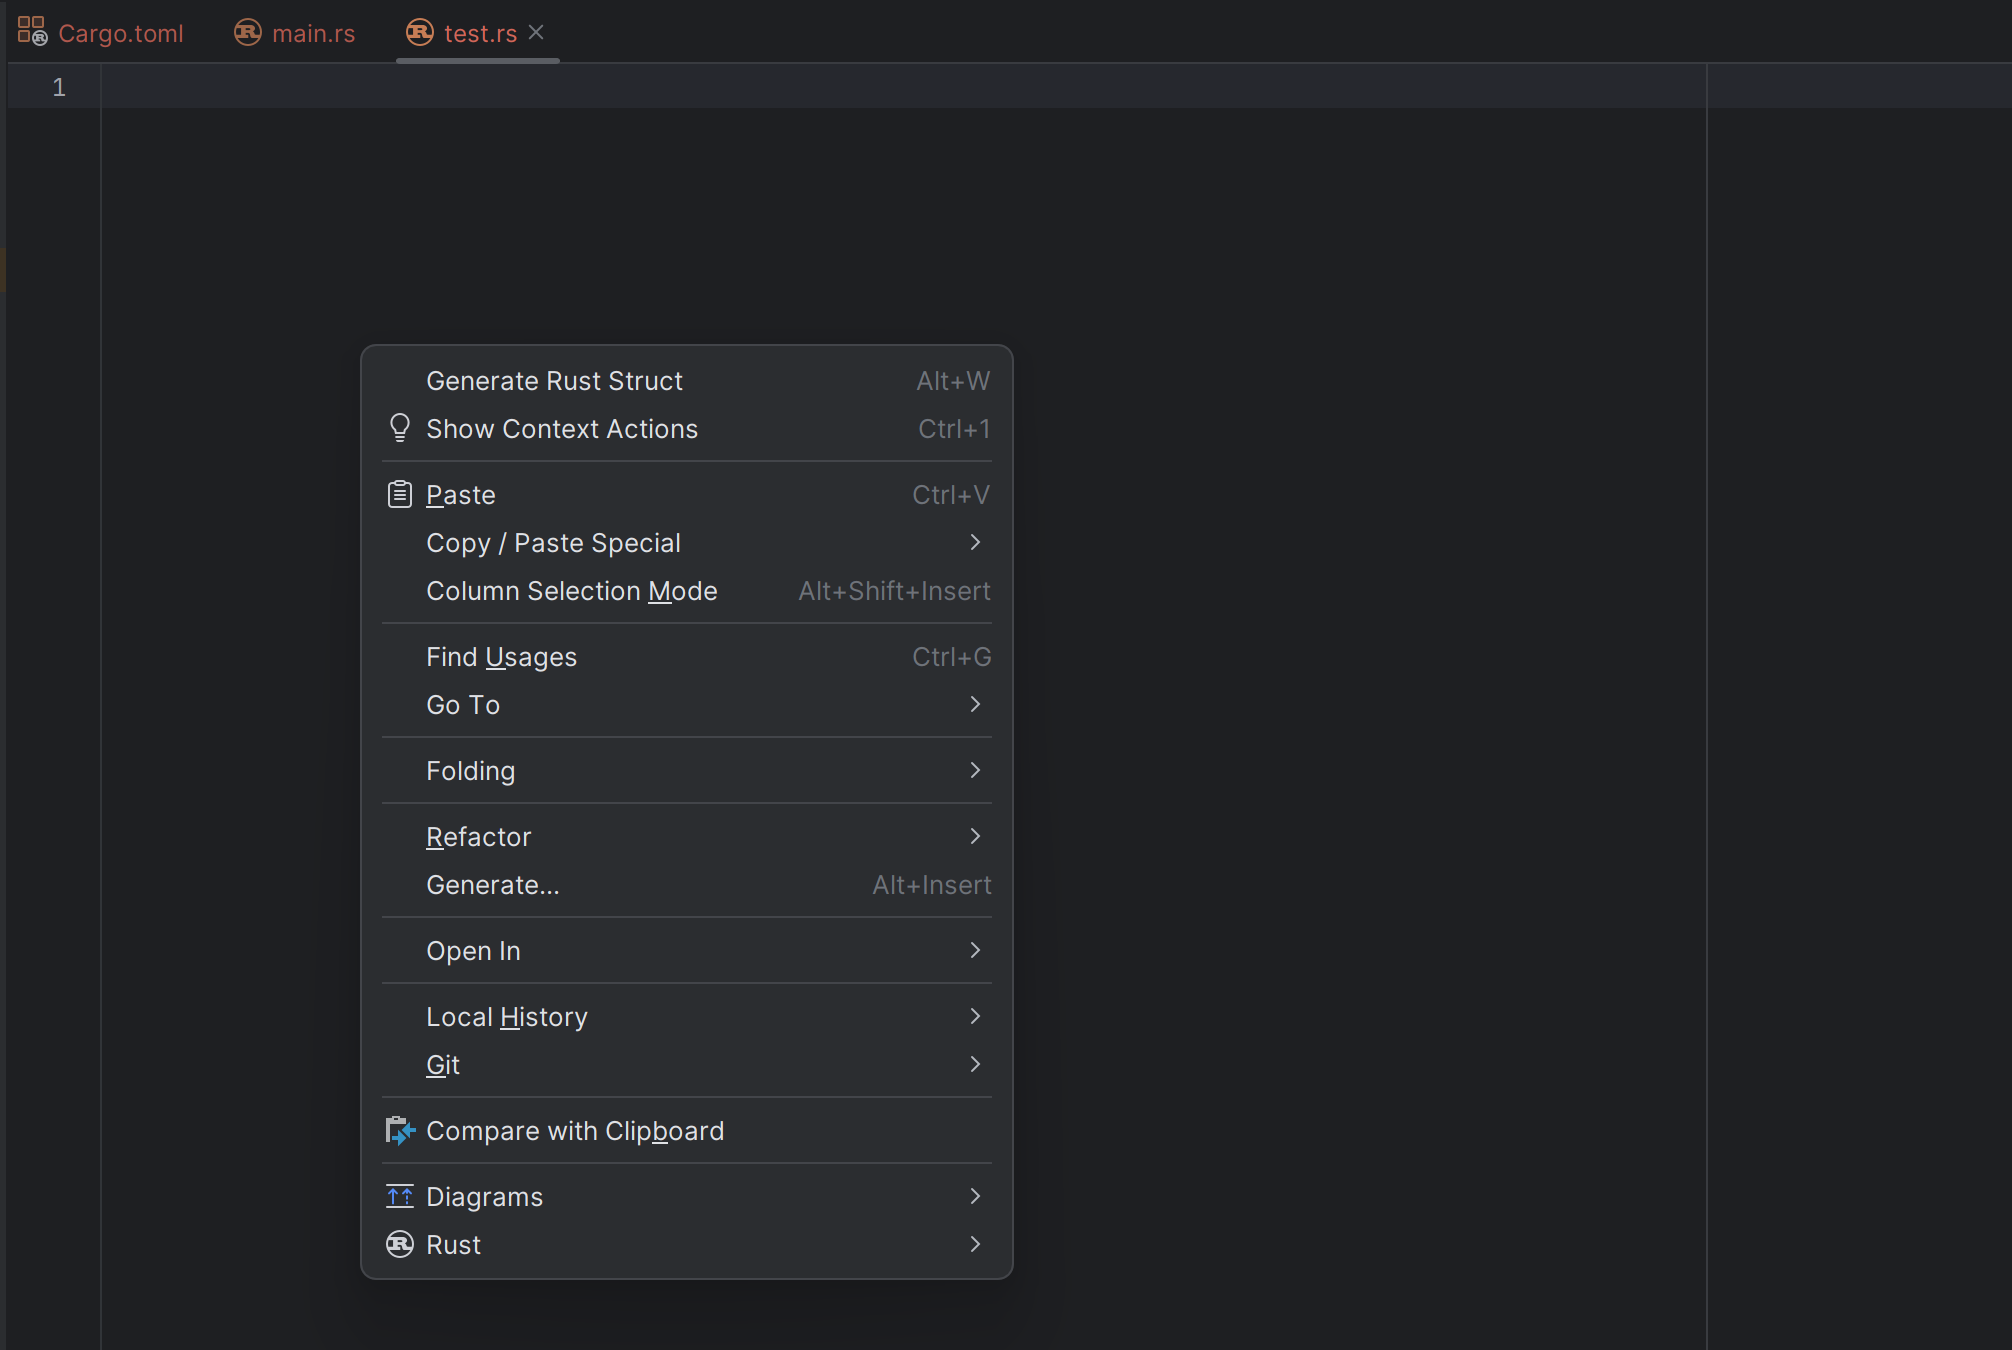 Cargo.toml main.rs test.rs
1
Generate Rust Struct Alt+W
Show Context Actions Ctrl+1
Paste Ctrl+V
Copy / Paste Special
Column Selection Mode Alt+Shift+Insert
Find Usages Ctrl+G
Go To
Folding
Refactor
Generate... Alt+Insert
Open In
Local History
Git
Compare with Clipboard
Diagrams
Rust